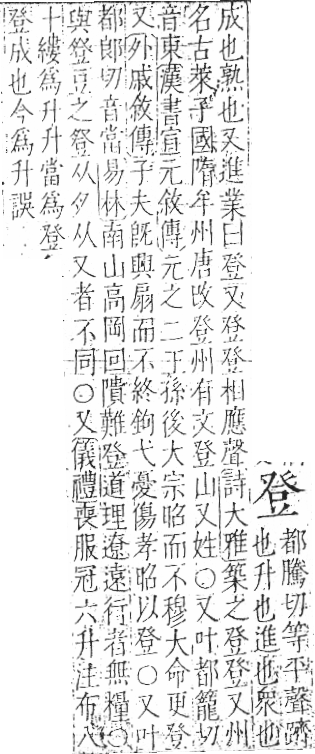 登
都騰切等平聲躋
也升也進也衆也
成也熟也又進業曰登又登登相應聲詩大雅築之登登又州
名古萊子國隋牟州唐改登州有文登山又姓○又叶都籠切
音東漢書宣元敘傳元之二王孫後大宗昭而不穆大命更登
又外戚敘傳子夫旣興扇而不終鉤弋憂傷孝昭以登○又叶
都郎切音當易林南山高岡回隤難登道理遼遠行者無糧○
與豋豆之豋从夕从又者不同○又儀禮喪服冠六升注布八
十縷爲升升當爲登
登成也今爲升誤